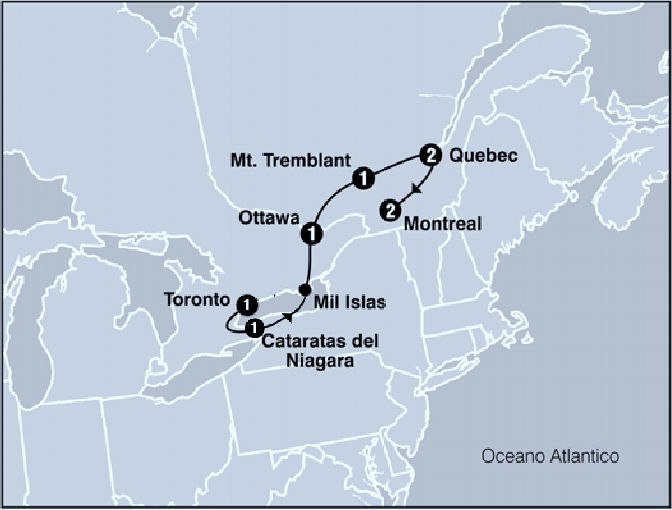 Mt. Tremblant
1
2
Quebec
Ottawa
1
2
Montreal
Toronto
1
Mil Islas
1
Cataratas del
Niagara
Oceano Atlantico